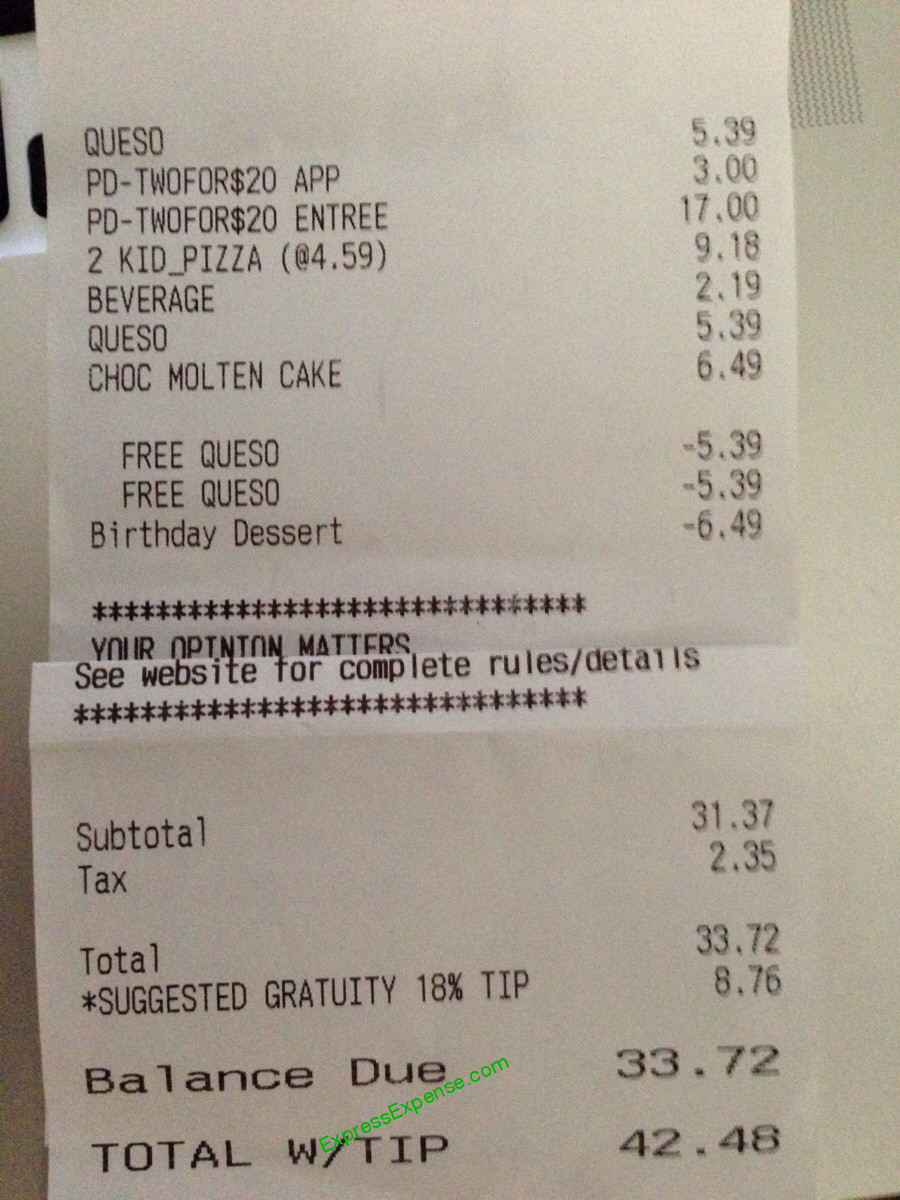 QUESO 5.39
PD-TWOFOR$20 APP 3.00
PD-TWOFOR$20 ENTREE 17.00
2 KID_PIZZA (@4.59) 9.18
BEVERAGE 2.19
QUESO 5.39
CHOC MOLTEN CAKE 6.49
FREE QUESO -5.39
FREE QUESO -5.39
Birthday Dessert -6.49
*******************************
YOUR OPINION MATTERS
See website for complete rules/details
*******************************
Subtotal 31.37
Tax 2.35
Total 33.72
*SUGGESTED GRATUITY 18% TIP 8.76
Balance Due 33.72
ExpressExpense.com
TOTAL W/TIP 42.48